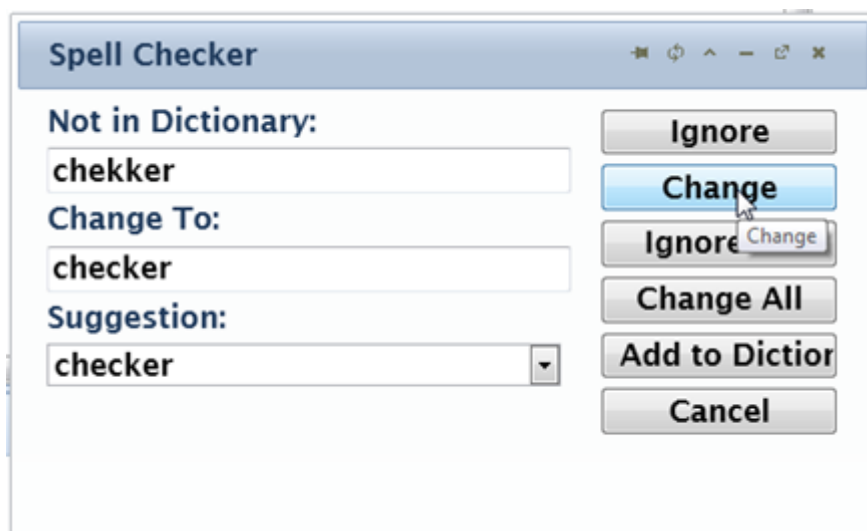 Spell Checker
Not in Dictionary:
chekker
Change To:
checker
Suggestion:
checker
Ignore
Change
Ignore
Change
Change All
Add to Diction
Cancel